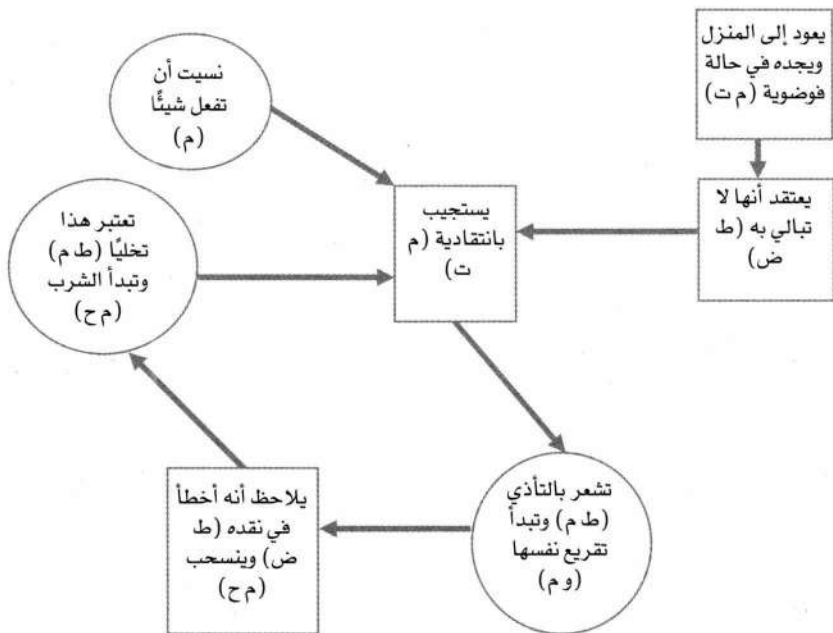 يعود إلى المنزل
ويجده في حالة
فوضوية (م ت)
نسيت أن
تفعل شيئًا
(م)
يعتقد أنها لا
تبالي به (ط
ض)
يستجيب
بانتقادية (م
ت)
تعتبر هذا
تخليًا (ط م)
وتبدأ الشرب
(م ح)
تشعر بالتأذي
(ط م) وتبدأ
تقريع نفسها
(و م)
يلاحظ أنه أخطأ
في نقده (ط
ض) وينسحب
(م ح)